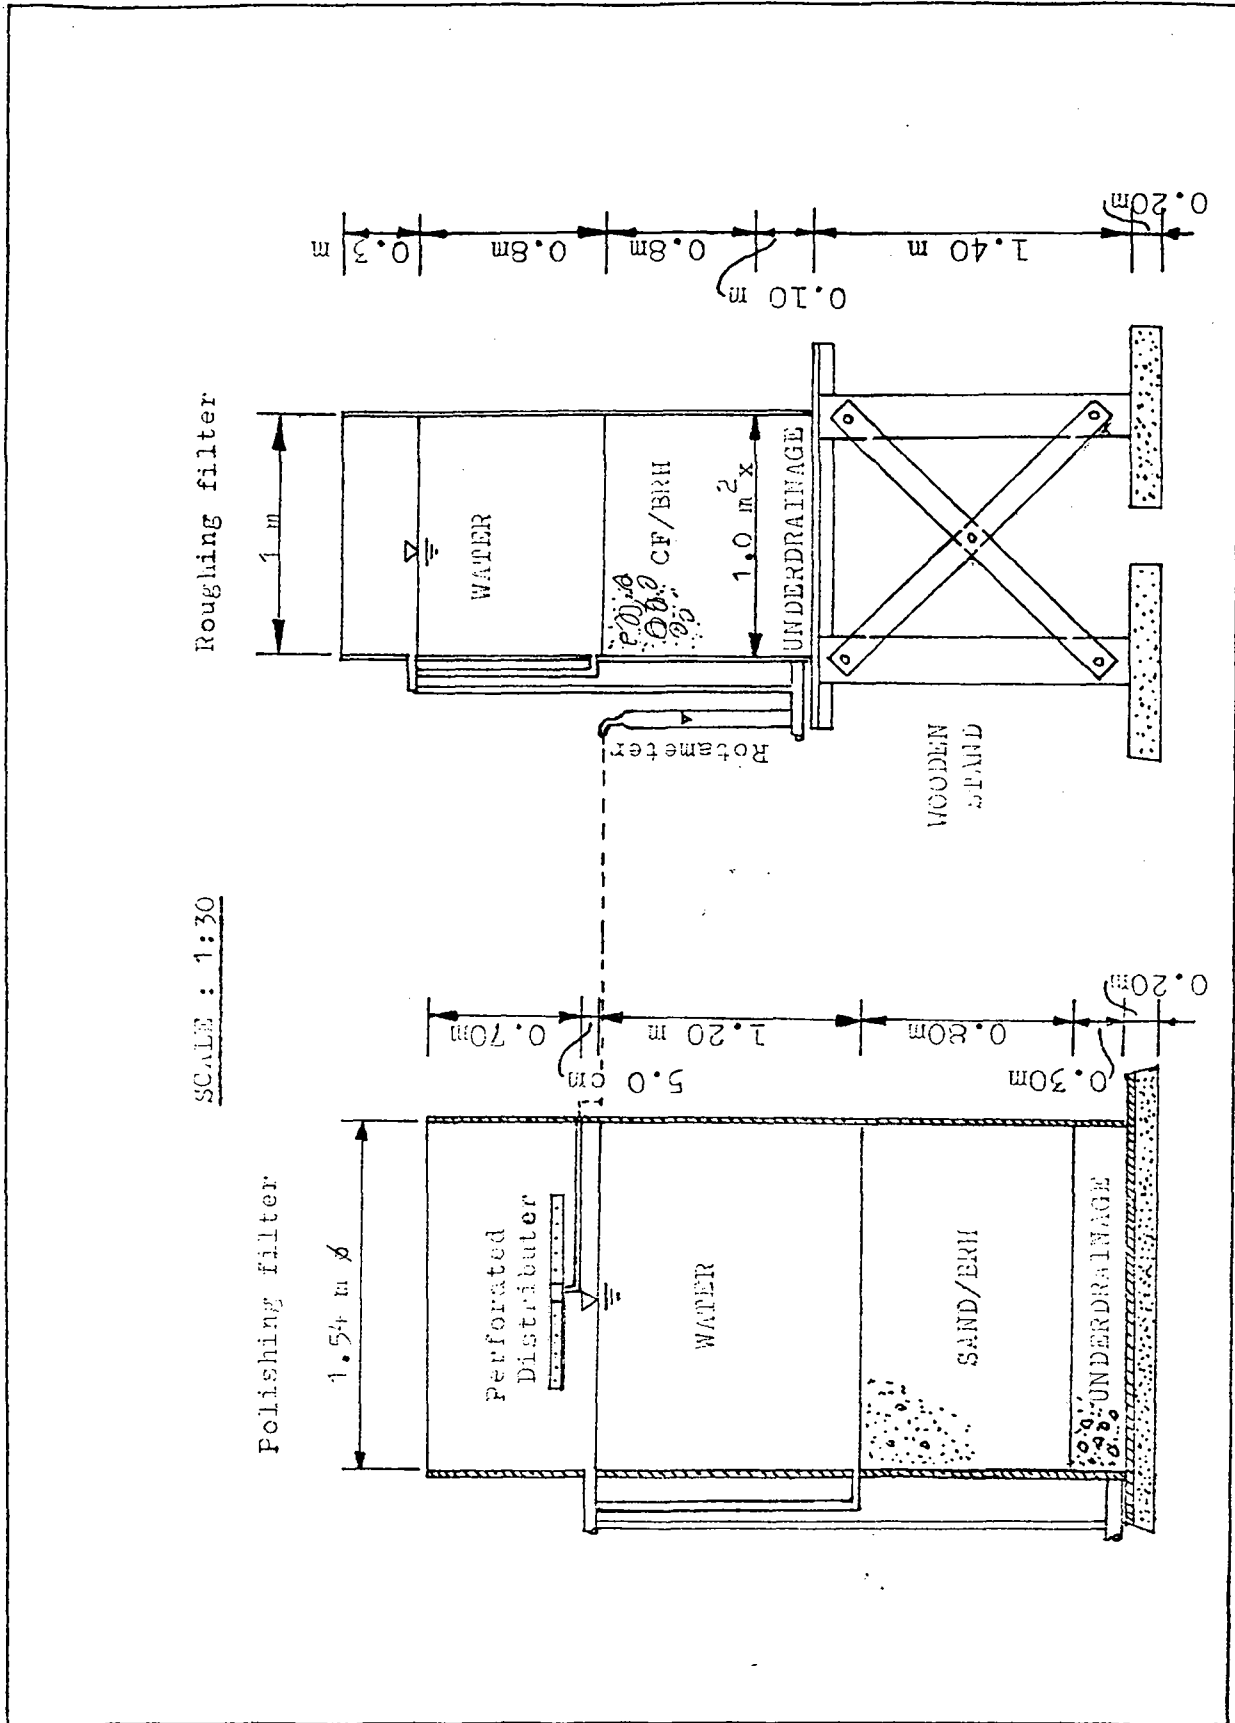 SCALE : 1:30
Polishing filter
1.54 m ϕ
Perforated
Distributer
WATER
SAND/BRH
UNDERDRAINAGE
0.70m
5.0 cm
1.20 m
0.80m
0.30m
0.20m
Roughing filter
1 m
WATER
CF/BRH
1.0 m² x
UNDERDRAINAGE
Rotameter
WOODEN
STAND
0.3 m
0.8m
0.8m
0.10 m
1.40 m
0.20m